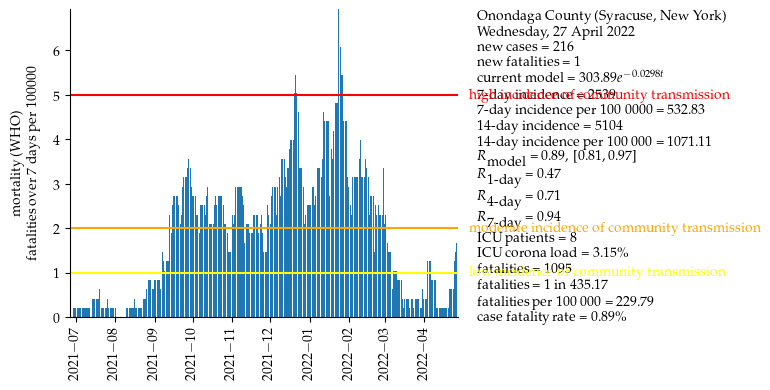 mortality (WHO)
fatalities over 7 days per 100000
6
5
4
3
2
1
0
2021−07
2021−08
2021−09
2021−10
2021−11
2021−12
2022−01
2022−02
2022−03
2022−04
Onondaga County (Syracuse, New York)
Wednesday, 27 April 2022
new cases = 216
new fatalities = 1
current model = 303.89e^{−0.0298t}
7-day incidence = 2539
high incidence of community transmission
7-day incidence per 100 0000 = 532.83
14-day incidence = 5104
14-day incidence per 100 000 = 1071.11
R_model = 0.89, [0.81, 0.97]
R_1-day = 0.47
R_4-day = 0.71
R_7-day = 0.94
moderate incidence of community transmission
ICU patients = 8
ICU corona load = 3.15%
fatalities = 1095
low incidence of community transmission
fatalities = 1 in 435.17
fatalities per 100 000 = 229.79
case fatality rate = 0.89%